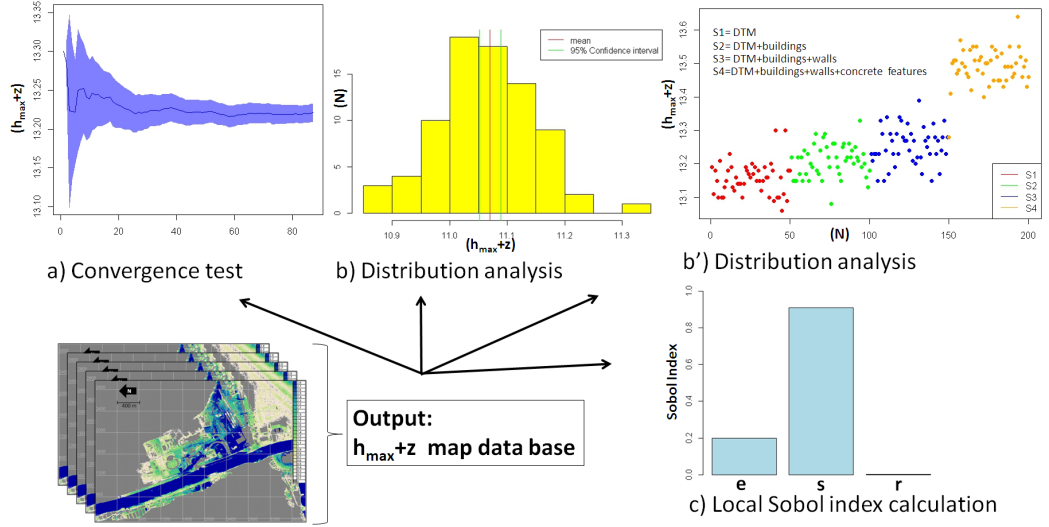 13.35
13.30
13.25
13.20
13.15
13.10
(hmax+z)
0
20
40
60
80
a) Convergence test
15
10
5
0
(N)
mean
95% Confidence interval
10.9
11.0
11.1
11.2
11.3
(hmax+z)
b) Distribution analysis
13.6
13.5
13.4
13.3
13.2
13.1
(hmax+z)
S1= DTM
S2= DTM+buildings
S3= DTM+buildings+walls
S4=DTM+buildings+walls+concrete features
S1
S2
S3
S4
0
50
100
150
200
(N)
b') Distribution analysis
N
400 m
Output:
hmax+z map data base
1.0
0.8
0.6
0.4
0.2
0.0
Sobol Index
e
s
r
c) Local Sobol index calculation